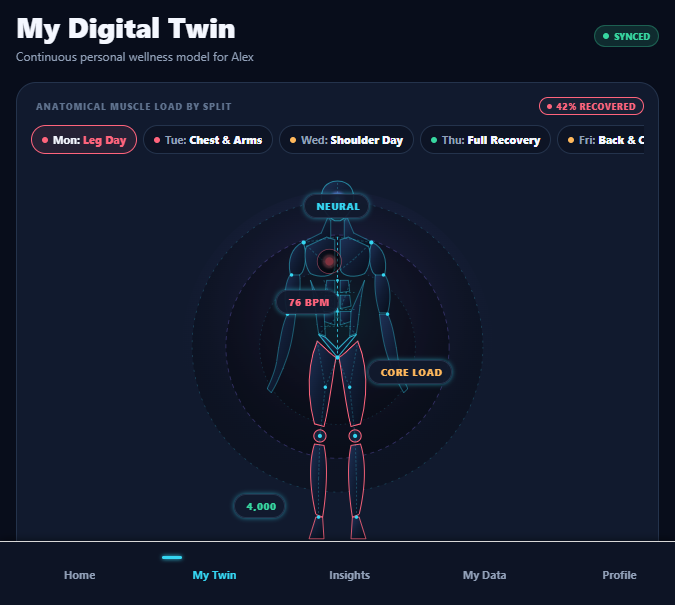 My Digital Twin
Continuous personal wellness model for Alex
SYNCED
ANATOMICAL MUSCLE LOAD BY SPLIT
42% RECOVERED
Mon: Leg Day
Tue: Chest & Arms
Wed: Shoulder Day
Thu: Full Recovery
Fri: Back & C
NEURAL
76 BPM
CORE LOAD
4,000
Home
My Twin
Insights
My Data
Profile